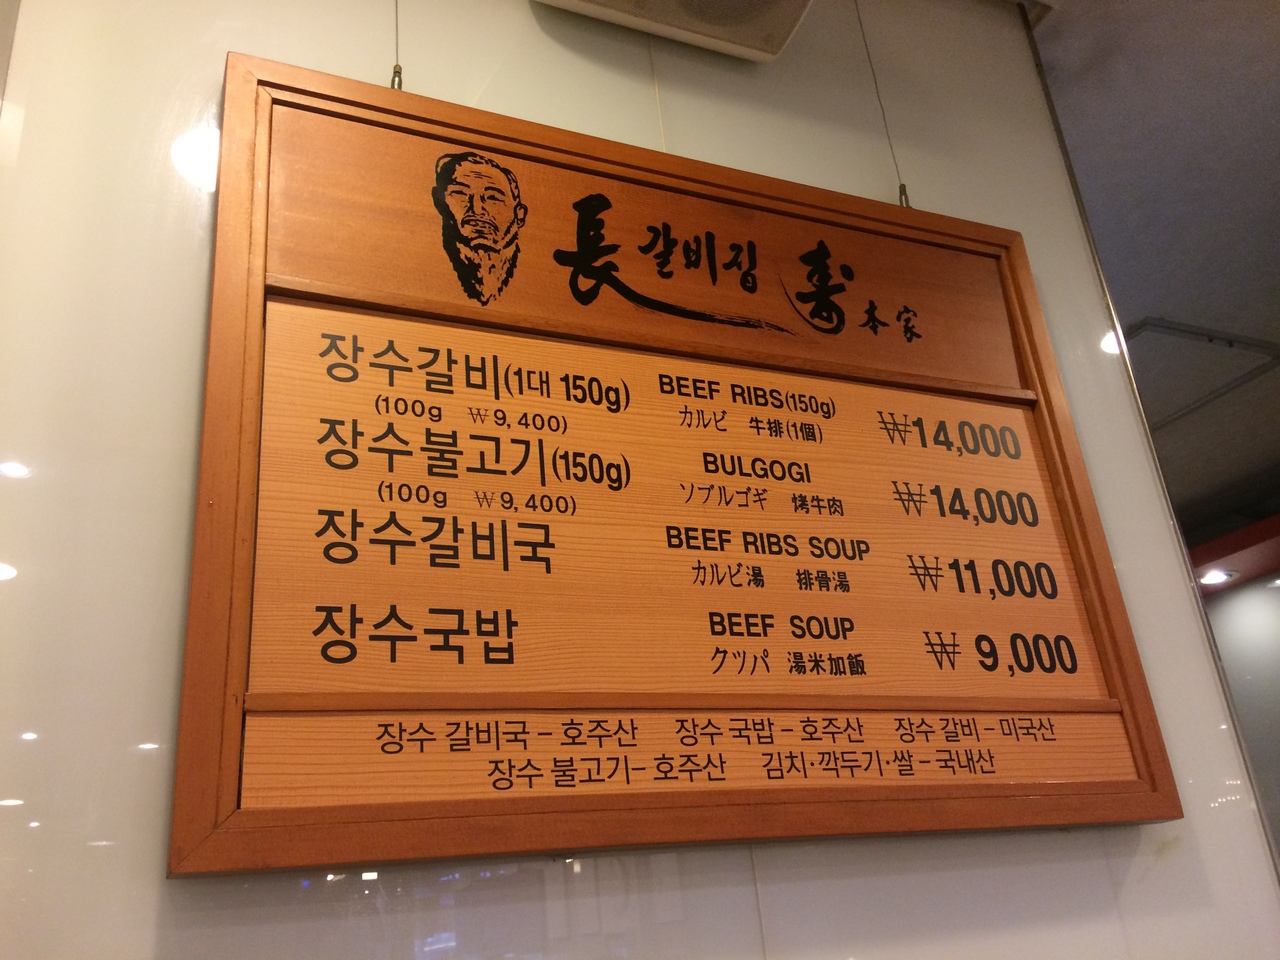 長 갈비집 壽 本家
장수갈비(1대 150g) BEEF RIBS(150g) ₩14,000
(100g ₩9,400) カルビ 牛排(1個)
장수불고기(150g) BULGOGI ₩14,000
(100g ₩9,400) ソプルゴギ 烤牛肉
장수갈비국 BEEF RIBS SOUP ₩11,000
カルビ湯 排骨湯
장수국밥 BEEF SOUP ₩9,000
クツパ 湯米加飯
장수 갈비국 – 호주산 장수 국밥 – 호주산 장수 갈비 – 미국산
장수 불고기– 호주산 김치·깍두기·쌀 – 국내산